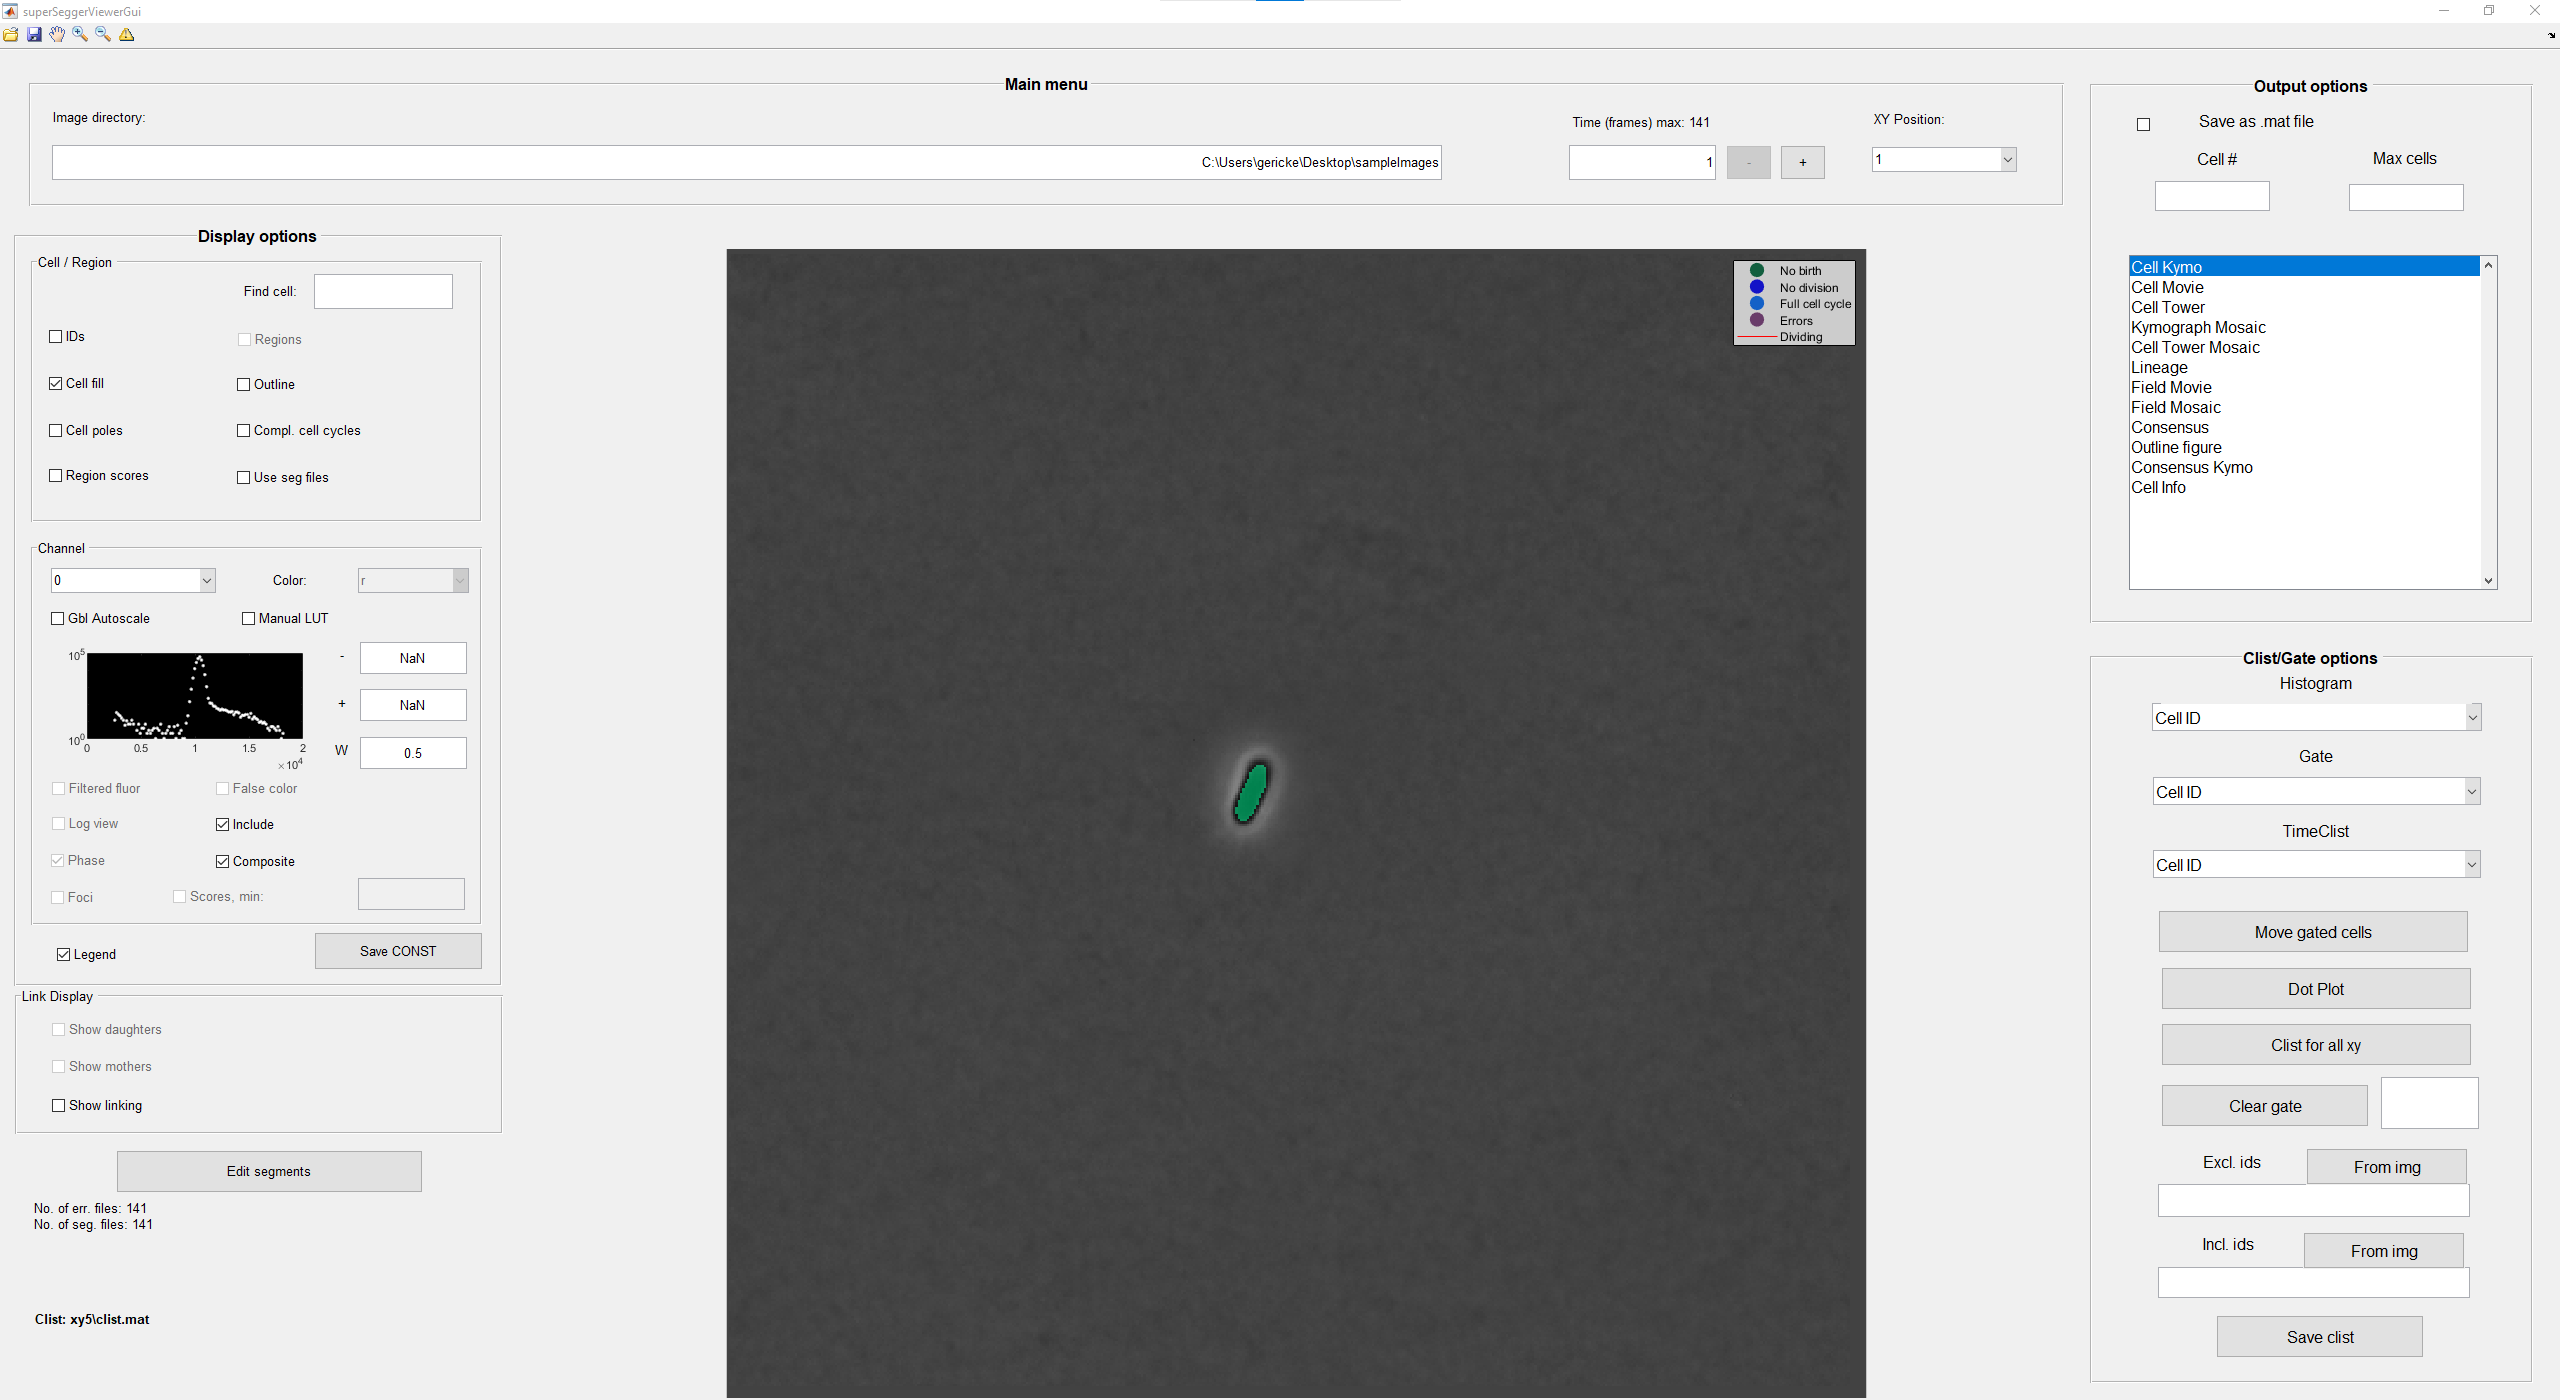 superSeggerViewerGui
Main menu
Image directory:
C:\Users\gericke\Desktop\sampleImages
Time (frames) max: 141
1
-
+
XY Position:
1
Display options
Cell / Region
Find cell:
IDs
Regions
Cell fill
Outline
Cell poles
Compl. cell cycles
Region scores
Use seg files
Channel
0
Color:
r
Gbl Autoscale
Manual LUT
10^5
10^0
0 0.5 1 1.5 2
×10^4
- NaN
+ NaN
W 0.5
Filtered fluor
False color
Log view
Include
Phase
Composite
Foci
Scores, min:
Legend
Save CONST
Link Display
Show daughters
Show mothers
Show linking
Edit segments
No. of err. files: 141
No. of seg. files: 141
Clist: xy5\clist.mat
No birth
No division
Full cell cycle
Errors
Dividing
Output options
Save as .mat file
Cell #
Max cells
Cell Kymo
Cell Movie
Cell Tower
Kymograph Mosaic
Cell Tower Mosaic
Lineage
Field Movie
Field Mosaic
Consensus
Outline figure
Consensus Kymo
Cell Info
Clist/Gate options
Histogram
Cell ID
Gate
Cell ID
TimeClist
Cell ID
Move gated cells
Dot Plot
Clist for all xy
Clear gate
Excl. ids
From img
Incl. ids
From img
Save clist